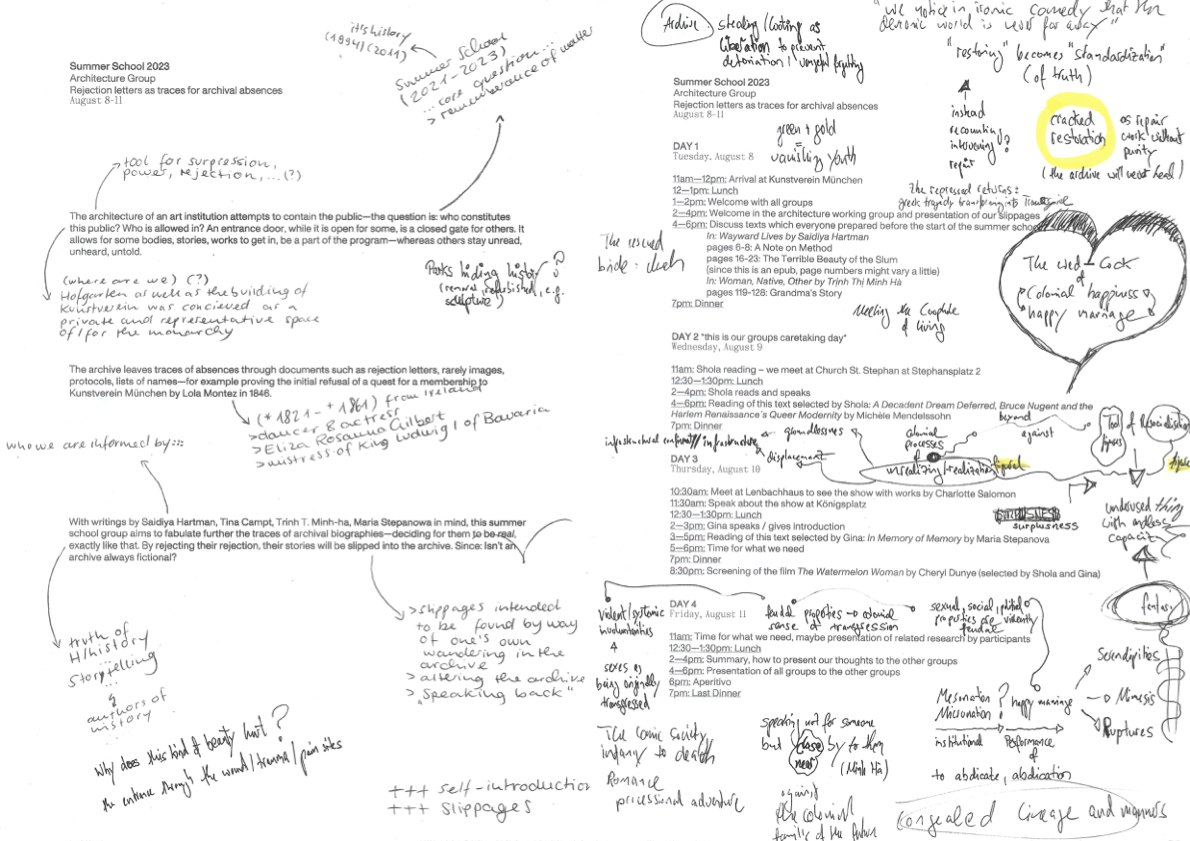 it's history
(1894)(2011)
Summer School
(2021-2023)
... core question...
> remembrance of matter
Summer School 2023
Architecture Group
Rejection letters as traces for archival absences
August 8-11
tool for surpression,
power, rejection, ... (?)
The architecture of an art institution attempts to contain the public—the question is: who constitutes
this public? Who is allowed in? An entrance door, while it is open for some, is a closed gate for others. It
allows for some bodies, stories, works to get in, be a part of the program—whereas others stay unread,
unheard, untold.
(where are we) (?)
Hofgarten as well as the building of
Kunstverein was concieved as a
private and representative space
of/for the monarchy
Parks hiding history
(removal, refurbished, e.g.
sculpture)
The archive leaves traces of absences through documents such as rejection letters, rarely images,
protocols, lists of names—for example proving the initial refusal of a quest for a membership to
Kunstverein München by Lola Montez in 1846.
(* 1821 - + 1861) from Ireland
> dancer & actress
> Eliza Rosanna Gilbert
> mistress of King Ludwig I of Bavaria
who we are informed by:::
With writings by Saidiya Hartman, Tina Campt, Trinh T. Minh-ha, Maria Stepanowa in mind, this summer
school group aims to fabulate further the traces of archival biographies—deciding for them to be real,
exactly like that. By rejecting their rejection, their stories will be slipped into the archive. Since: Isn't an
archive always fictional?
> slippages intended
to be found by way
of one's own
wandering in the
archive
> altering the archive
> „Speaking back"
truth of
H/history
...
storytelling
...
&
authors of
history
Why does this kind of beauty hurt?
the entrance through the wound/trauma/pain sites
+++ self-introduction
+++ slippages
Archive: stealing/looting as
liberation to prevent
deterioriation / vengeful forgetting
"we notice in ironic comedy that the
demonic world is never far away"
"restoring" becomes "standardization"
(of truth)
instead
recounting
intervening?
repair
cracked
restoration
as repair
work without
purity
(the archive will never heal)
Summer School 2023
Architecture Group
Rejection letters as traces for archival absences
August 8-11
green + gold
=
vanishing youth
DAY 1
Tuesday, August 8
11am—12pm: Arrival at Kunstverein München
12—1pm: Lunch
1—2pm: Welcome with all groups
2—4pm: Welcome in the architecture working group and presentation of our slippages
4—6pm: Discuss texts which everyone prepared before the start of the summer school
In: Wayward Lives by Saidiya Hartman
pages 6-8: A Note on Method
pages 16-23: The Terrible Beauty of the Slum
(since this is an epub, page numbers might vary a little)
In: Woman, Native, Other by Trịnh Thị Minh Hà
pages 119-128: Grandma's Story
7pm: Dinner
The repressed returns:
greek tragidy transforming into
The rescued
bride:
The wed-lock
of
"Colonial happiness"
"happy marriage"
Meeting the
of living
DAY 2 *this is our groups caretaking day*
Wednesday, August 9
11am: Shola reading – we meet at Church St. Stephan at Stephansplatz 2
12:30—1:30pm: Lunch
2—4pm: Shola reads and speaks
4—6pm: Reading of this text selected by Shola: A Decadent Dream Deferred, Bruce Nugent and the
Harlem Renaissance's Queer Modernity by Michèle Mendelssohn
7pm: Dinner
infrastructural / infrastructure
groundlessness
displacement
colonial
processes
of
unrealizing/realization
figural
beyond
against
Tool of Resocialisation
figures
figure
DAY 3
Thursday, August 10
10:30am: Meet at Lenbachhaus to see the show with works by Charlotte Salomon
11:30am: Speak about the show at Königsplatz
12:30—1:30pm: Lunch
2—3pm: Gina speaks / gives introduction
3—5pm: Reading of this text selected by Gina: In Memory of Memory by Maria Stepanova
5—6pm: Time for what we need
7pm: Dinner
8:30pm: Screening of the film The Watermelon Woman by Cheryl Dunye (selected by Shola and Gina)
surplusness
underused thing
with endless
capacity
fantasy
DAY 4
Friday, August 11
11am: Time for what we need, maybe presentation of related research by participants
12:30—1:30pm: Lunch
2—4pm: Summary, how to present our thoughts to the other groups
4—6pm: Presentation of all groups to the other groups
6pm: Aperitivo
7pm: Last Dinner
violent/systemic
involuntarities
sexes as
being originally
transgressed
feudal properties → colonial
sense of transgression
sexual, social, political
properties are violently
feudal
Serendipities
→ Mimesis
Ruptures
happy marriage
institutional
Performance
of
to abdicate, abdication
The comic society
infancy to death
Romance
processional adventure
speaking not for someone
but close by to them
near
(Minh Hà)
against
the colonial
families of the
congealed lineage and manners